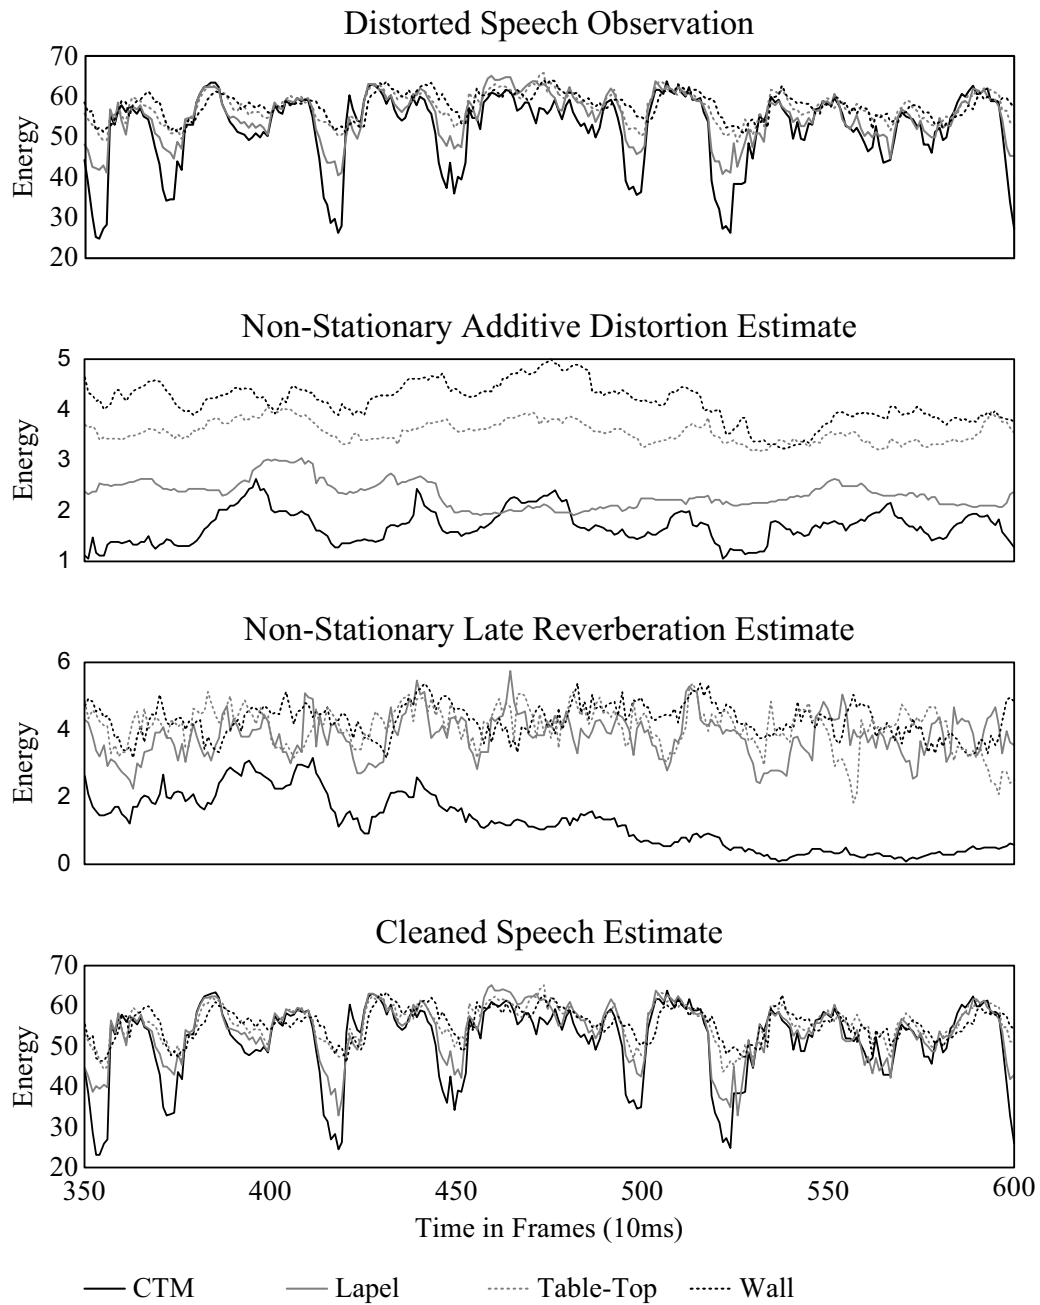 Distorted Speech Observation
70
60
50
40
30
20
Energy
Non-Stationary Additive Distortion Estimate
5
4
3
2
1
Energy
Non-Stationary Late Reverberation Estimate
6
4
2
0
Energy
Cleaned Speech Estimate
70
60
50
40
30
20
Energy
350 400 450 500 550 600
Time in Frames (10ms)
CTM Lapel Table-Top Wall